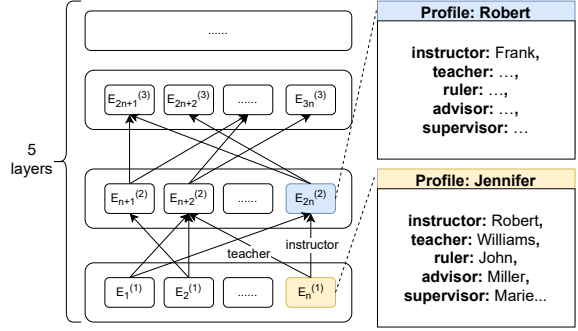 5
layers
......
E2n+1(3)
E2n+2(3)
......
E3n(3)
En+1(2)
En+2(2)
......
E2n(2)
teacher
instructor
E1(1)
E2(1)
......
En(1)
Profile: Robert
instructor: Frank,
teacher: ...,
ruler: ...,
advisor: ...,
supervisor: ...
Profile: Jennifer
instructor: Robert,
teacher: Williams,
ruler: John,
advisor: Miller,
supervisor: Marie...